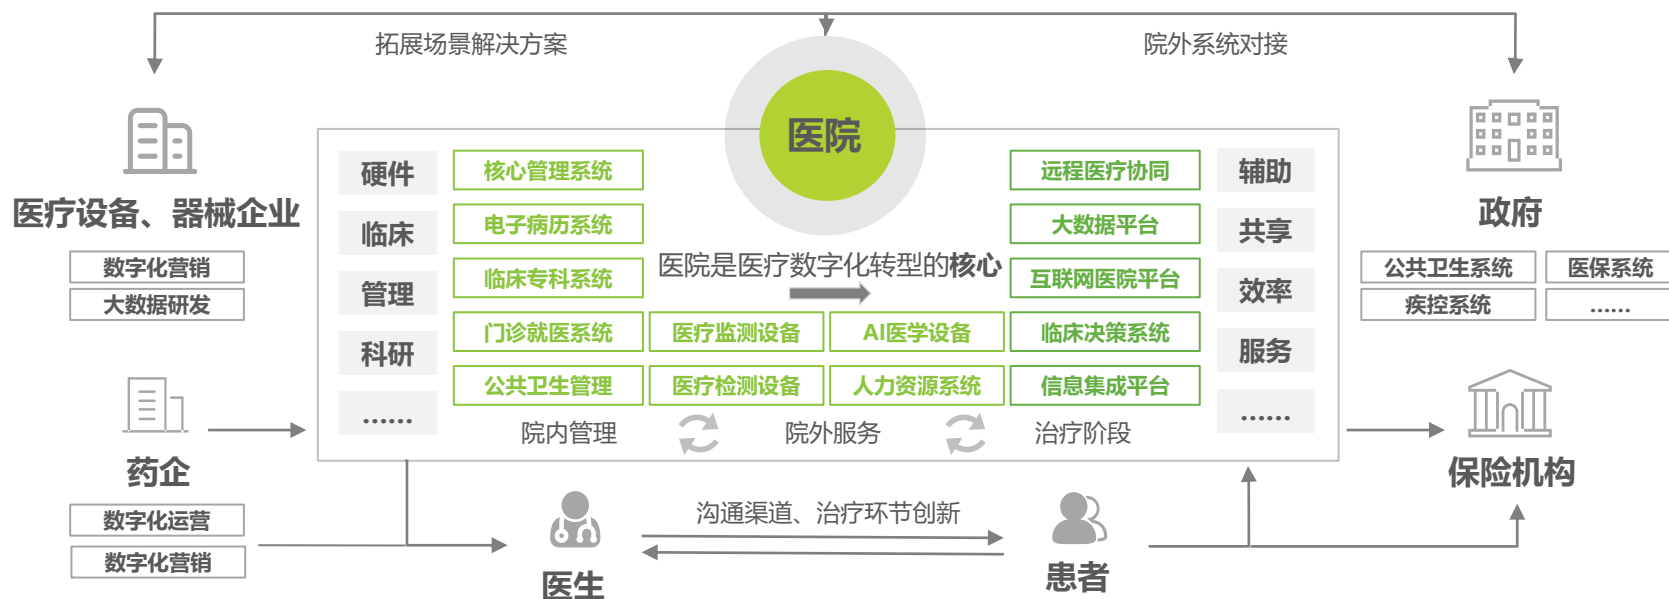 拓展场景解决方案
院外系统对接
医院
医疗设备、器械企业
数字化营销
大数据研发
药企
数字化运营
数字化营销
硬件
临床
管理
科研
……
核心管理系统
电子病历系统
临床专科系统
门诊就医系统
公共卫生管理
医院是医疗数字化转型的核心
医疗监测设备
AI医学设备
医疗检测设备
人力资源系统
远程医疗协同
大数据平台
互联网医院平台
临床决策系统
信息集成平台
辅助
共享
效率
服务
……
院内管理
院外服务
治疗阶段
政府
公共卫生系统
医保系统
疾控系统
……
保险机构
医生
沟通渠道、治疗环节创新
患者